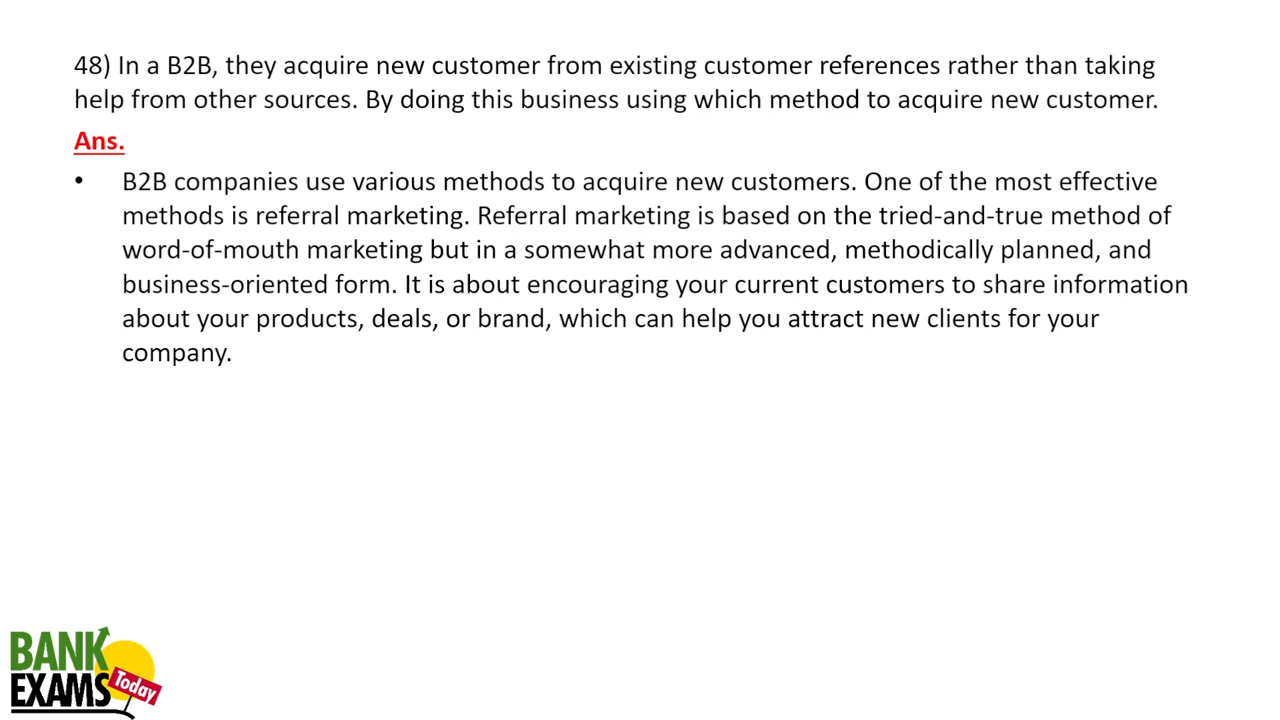 48) In a B2B, they acquire new customer from existing customer references rather than taking
help from other sources. By doing this business using which method to acquire new customer.
Ans.
• B2B companies use various methods to acquire new customers. One of the most effective
methods is referral marketing. Referral marketing is based on the tried-and-true method of
word-of-mouth marketing but in a somewhat more advanced, methodically planned, and
business-oriented form. It is about encouraging your current customers to share information
about your products, deals, or brand, which can help you attract new clients for your
company.
BANK
EXAMS
Today